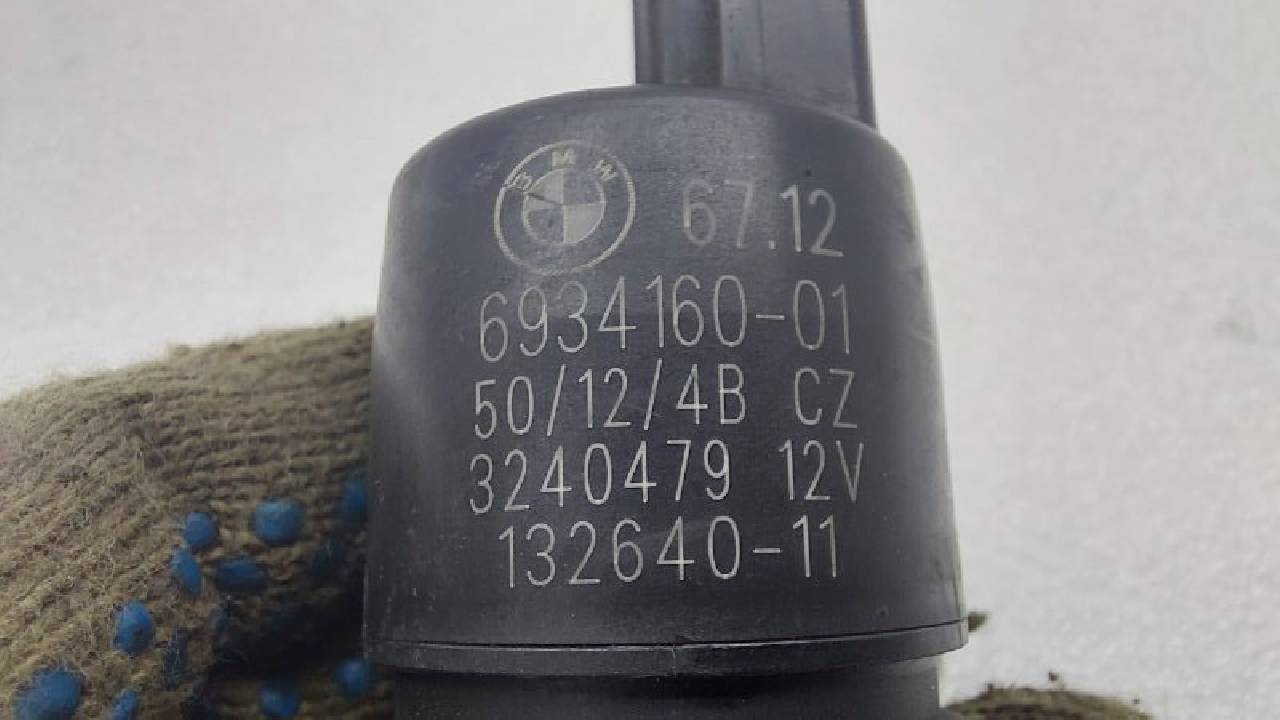 BMW 67.12
6934160-01
50/12/4B CZ
3240479 12V
132640-11